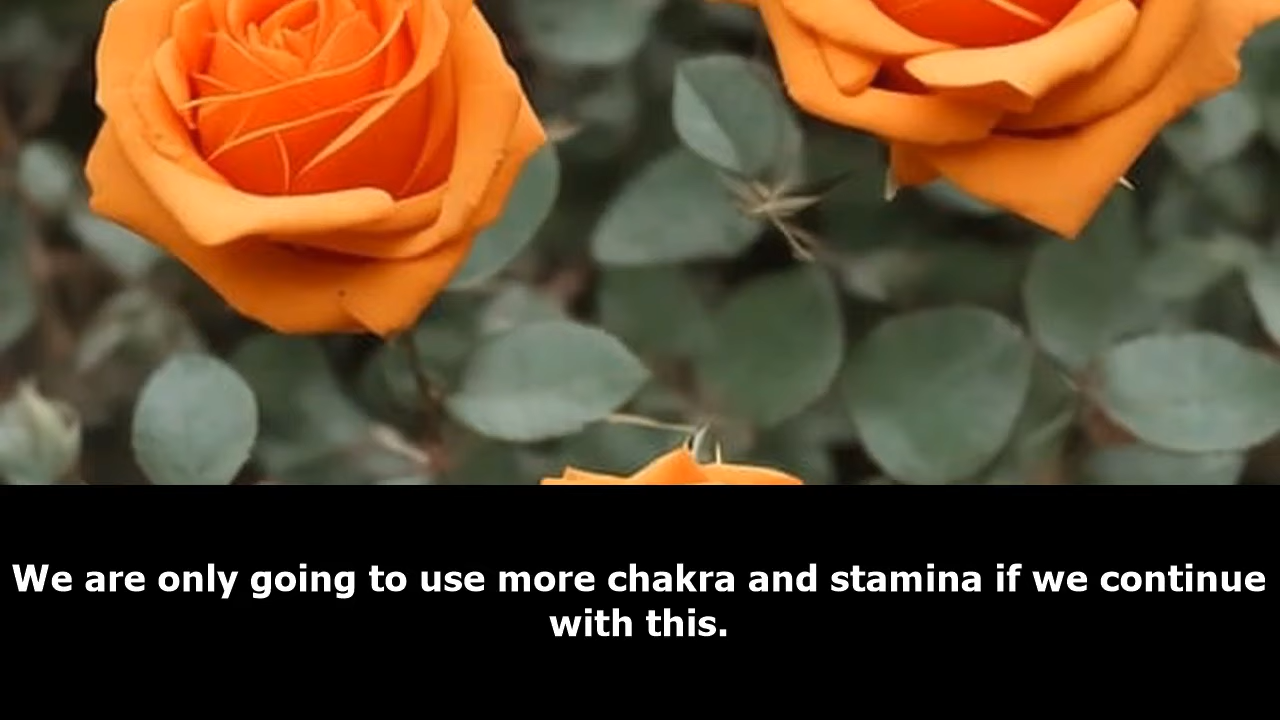 We are only going to use more chakra and stamina if we continue
with this.